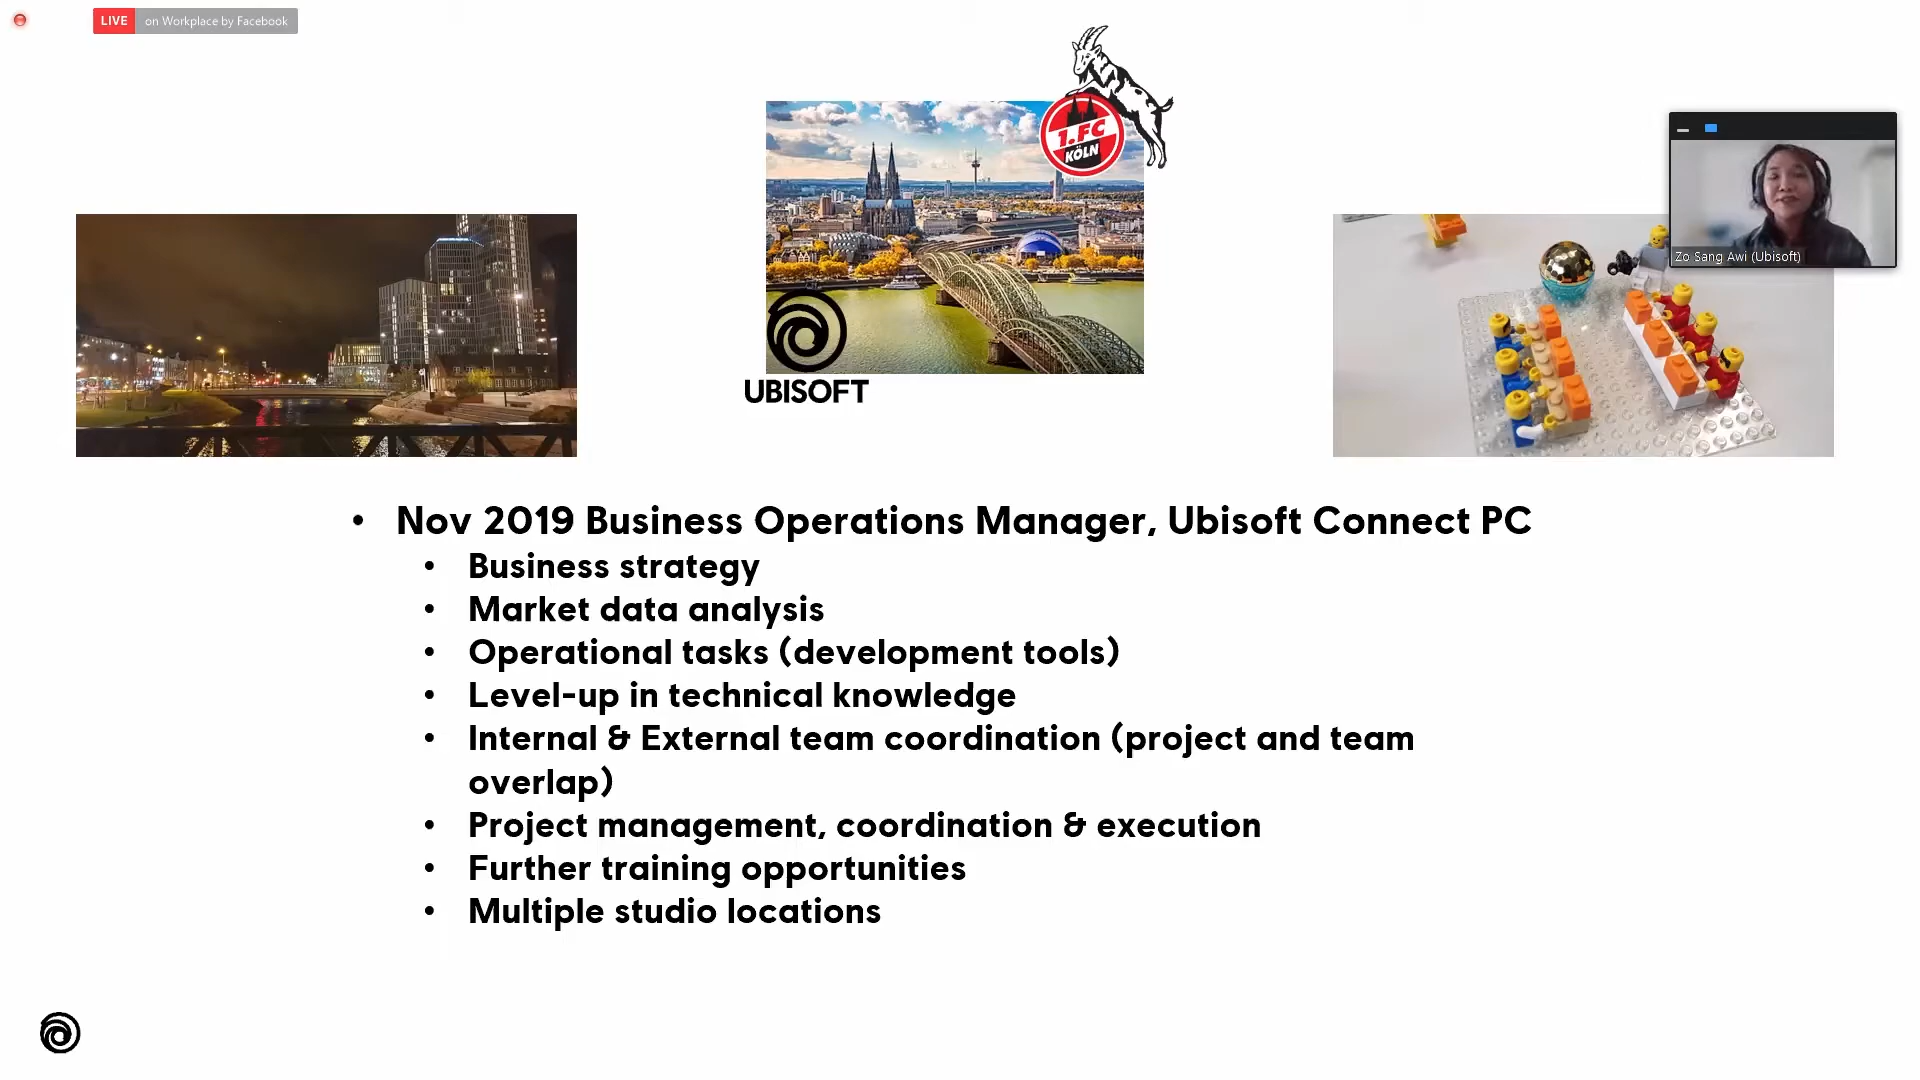 LIVE on Workplace by Facebook
1.FC
KÖLN
UBISOFT
Zo Sang Awi (Ubisoft)
• Nov 2019 Business Operations Manager, Ubisoft Connect PC
• Business strategy
• Market data analysis
• Operational tasks (development tools)
• Level-up in technical knowledge
• Internal & External team coordination (project and team
overlap)
• Project management, coordination & execution
• Further training opportunities
• Multiple studio locations